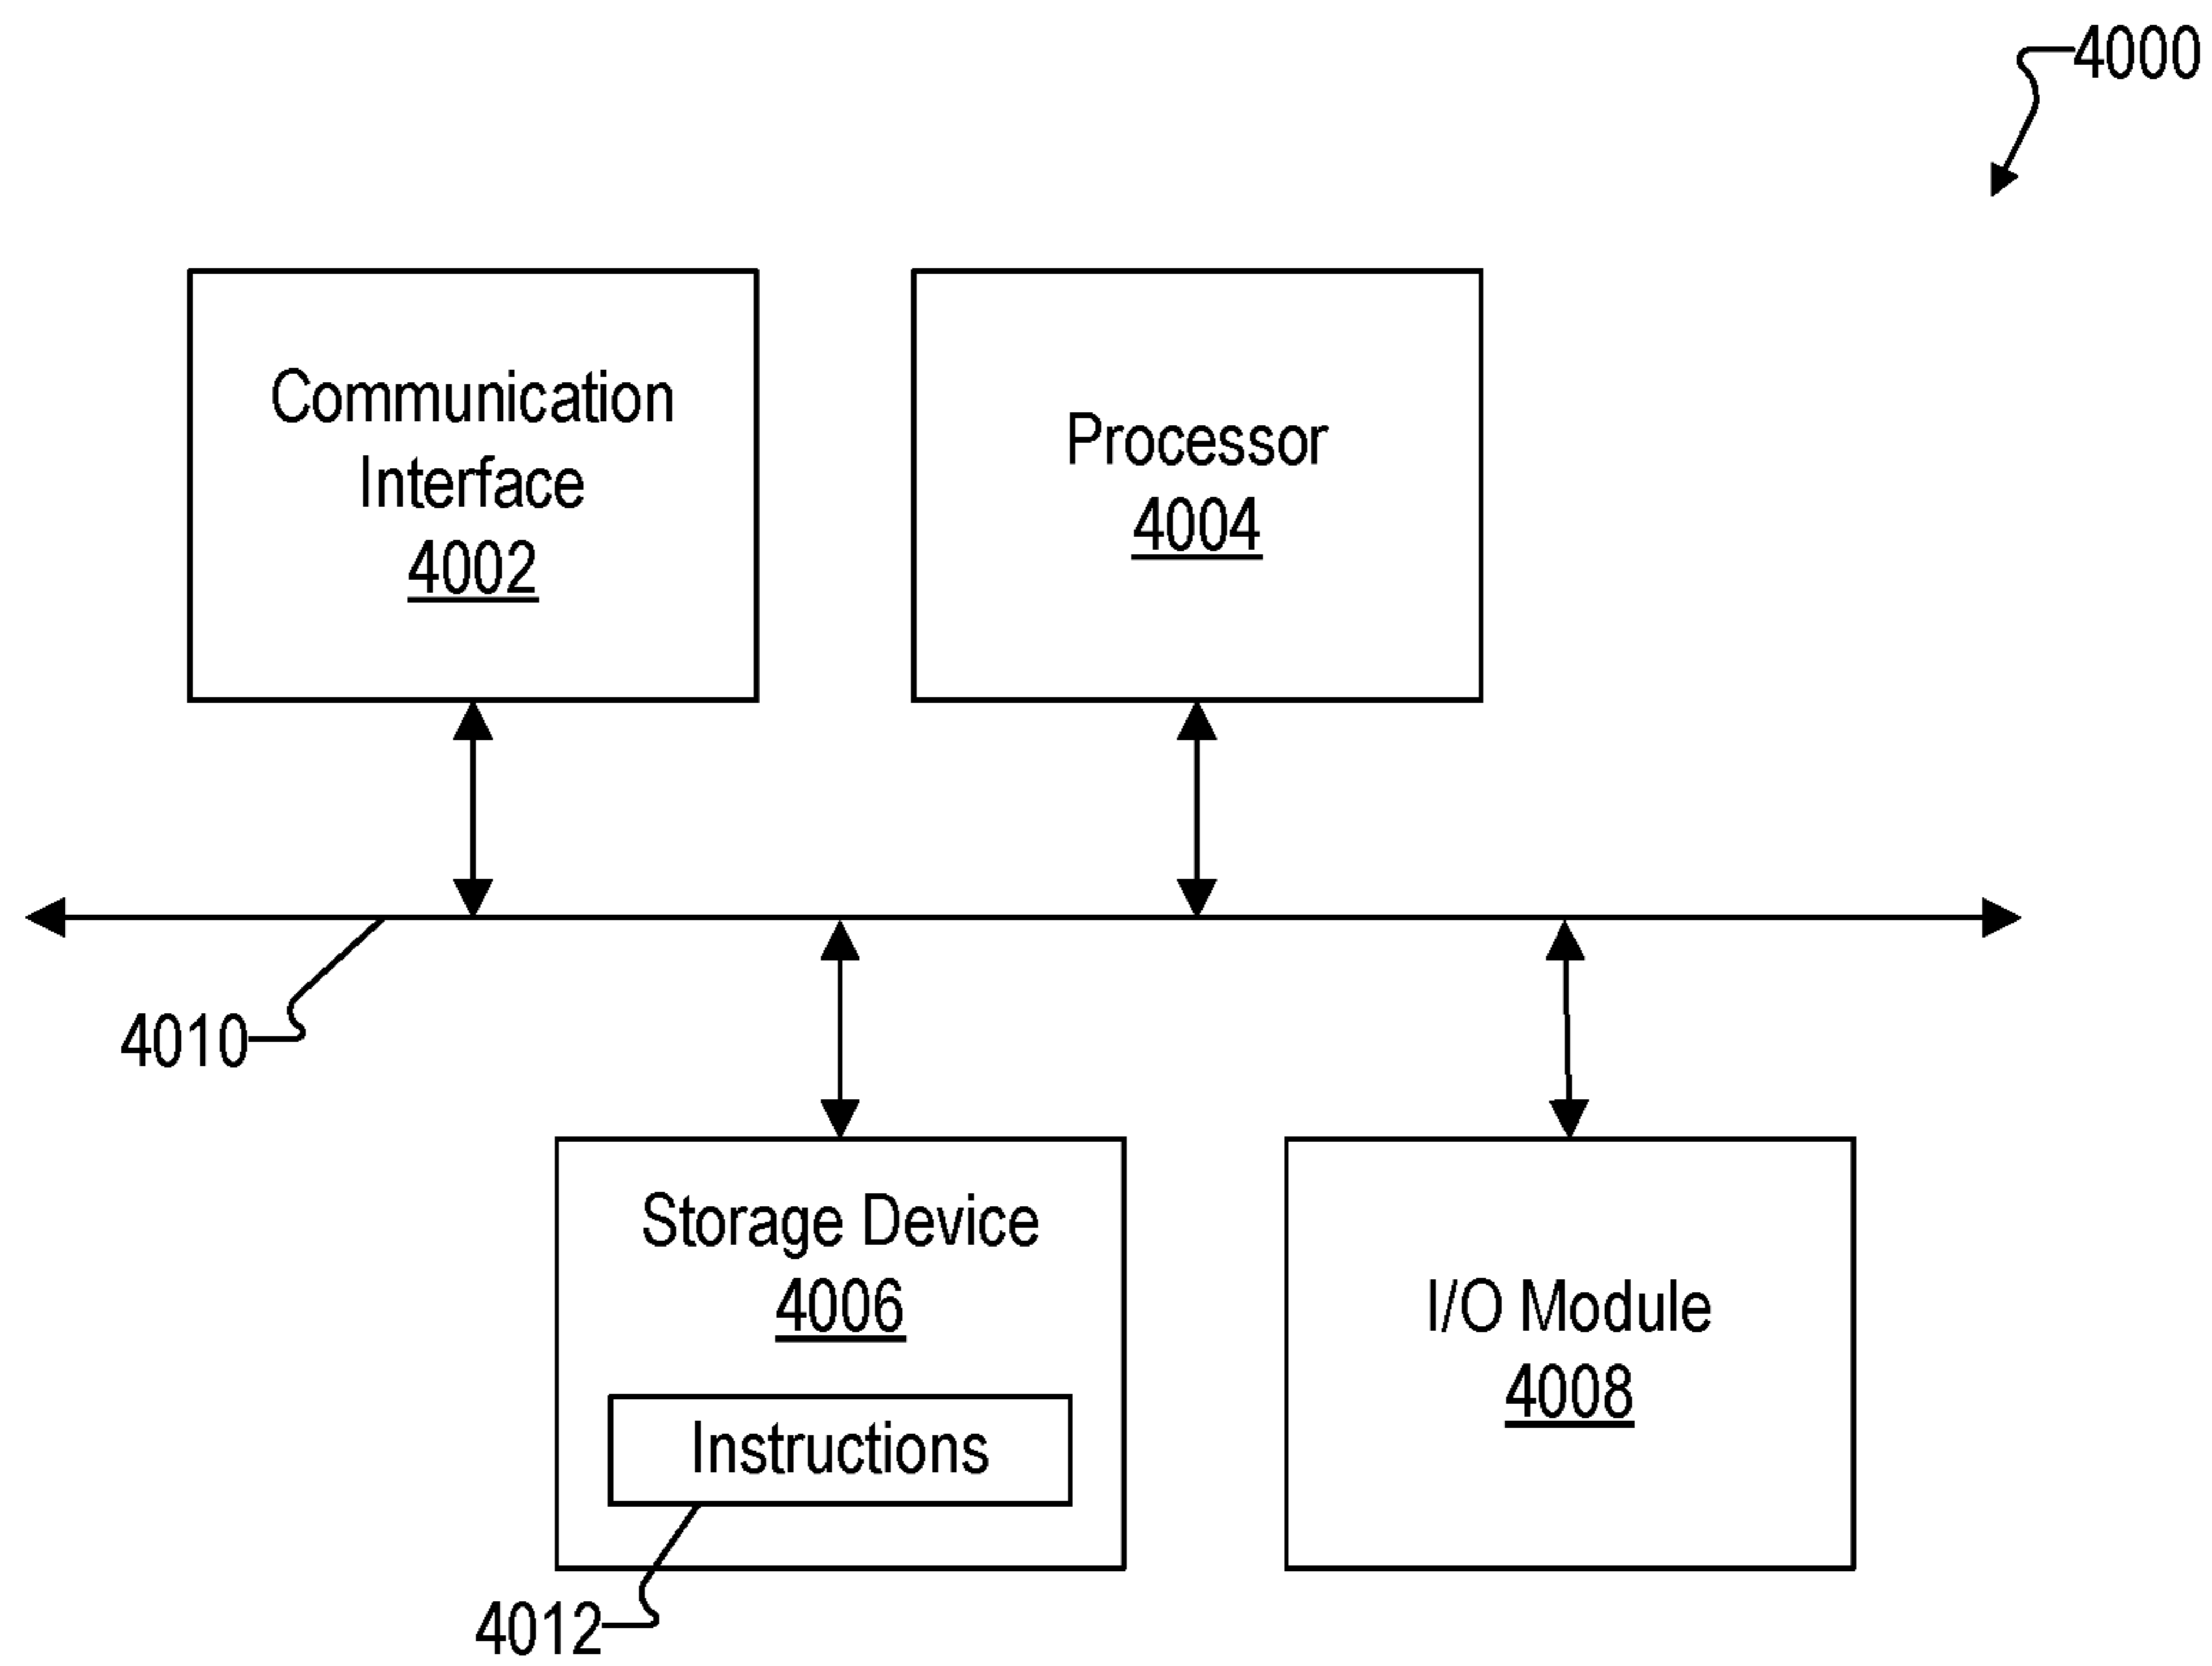 4000
Communication
Interface
4002
Processor
4004
4010
Storage Device
4006
Instructions
4012
I/O Module
4008